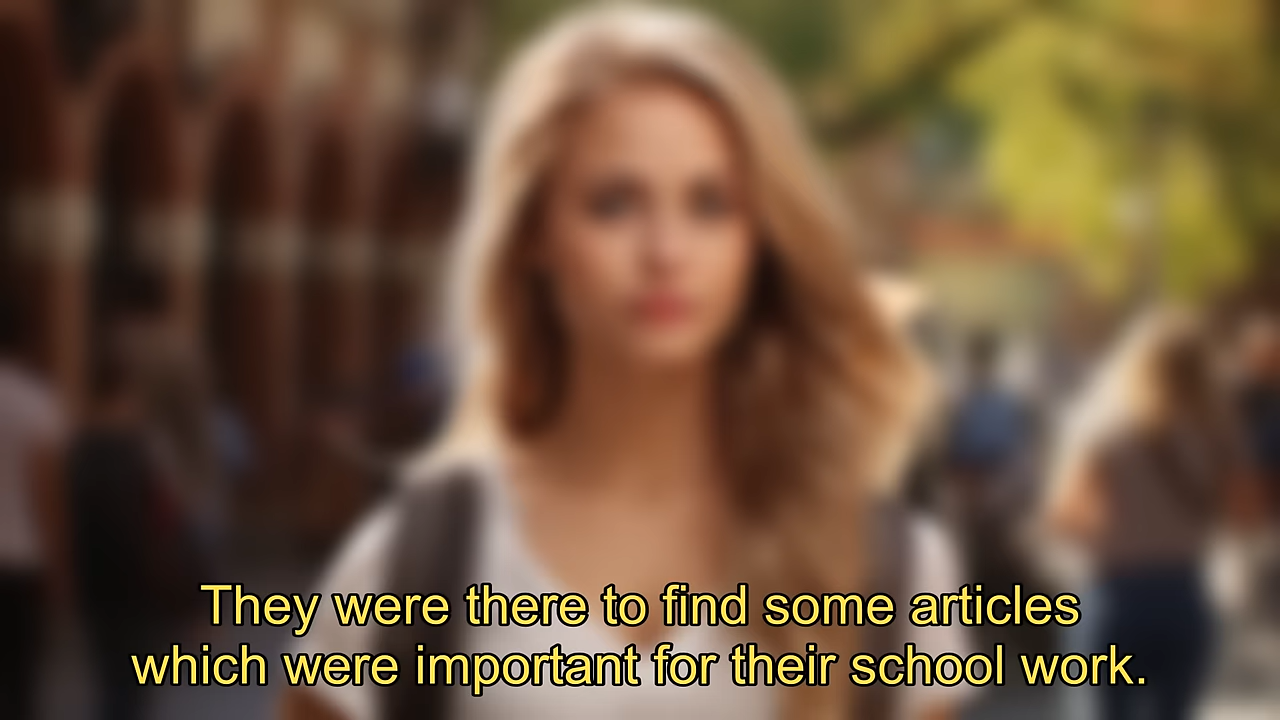 They were there to find some articles
which were important for their school work.